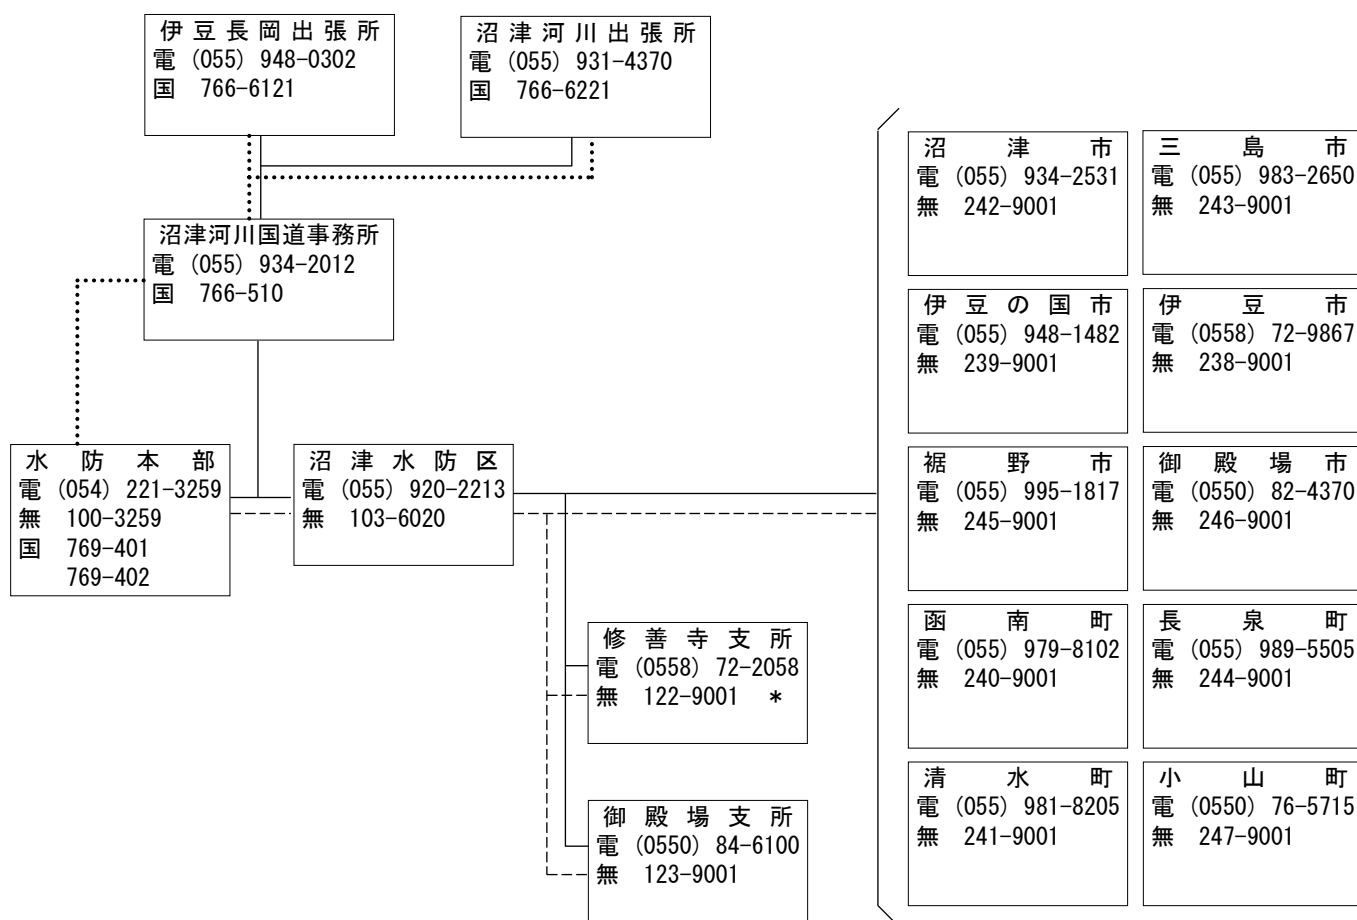 伊豆長岡出張所
電 (055) 948-0302
国 766-6121
沼津河川出張所
電 (055) 931-4370
国 766-6221
沼津河川国道事務所
電 (055) 934-2012
国 766-510
水防本部
電 (054) 221-3259
無 100-3259
国 769-401
769-402
沼津水防区
電 (055) 920-2213
無 103-6020
修善寺支所
電 (0558) 72-2058
無 122-9001 *
御殿場支所
電 (0550) 84-6100
無 123-9001
沼津市
電 (055) 934-2531
無 242-9001
三島市
電 (055) 983-2650
無 243-9001
伊豆の国市
電 (055) 948-1482
無 239-9001
伊豆市
電 (0558) 72-9867
無 238-9001
裾野市
電 (055) 995-1817
無 245-9001
御殿場市
電 (0550) 82-4370
無 246-9001
函南町
電 (055) 979-8102
無 240-9001
長泉町
電 (055) 989-5505
無 244-9001
清水町
電 (055) 981-8205
無 241-9001
小山町
電 (0550) 76-5715
無 247-9001